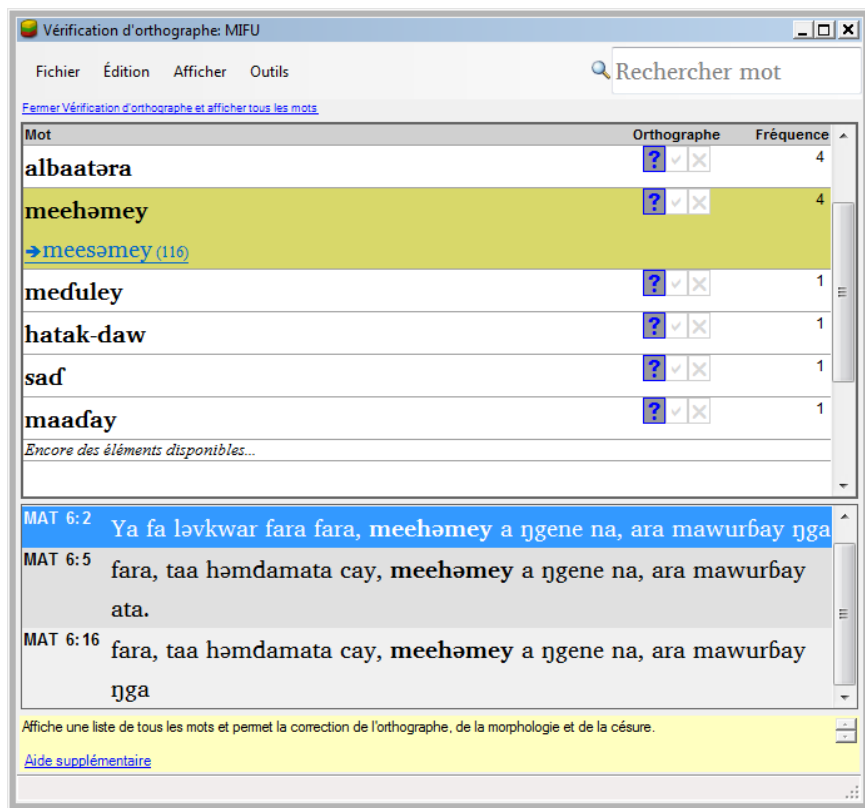 Vérification d'orthographe: MIFU
Fichier Édition Afficher Outils Rechercher mot
Fermer Vérification d'orthographe et afficher tous les mots
Mot Orthographe Fréquence
albaatəra ? 4
meehəmey ? 4
➔meesəmey (116)
meɗuley ? 1
hatak-daw ? 1
saɗ ? 1
maaɗay ? 1
Encore des éléments disponibles...
MAT 6:2 Ya fa ləvkwar fara fara, meehəmey a ŋgene na, ara mawurɓay ŋga
MAT 6:5 fara, taa həmdamata cay, meehəmey a ŋgene na, ara mawurɓay
ata.
MAT 6:16 fara, taa həmdamata cay, meehəmey a ŋgene na, ara mawurɓay
ŋga
Affiche une liste de tous les mots et permet la correction de l'orthographe, de la morphologie et de la césure.
Aide supplémentaire